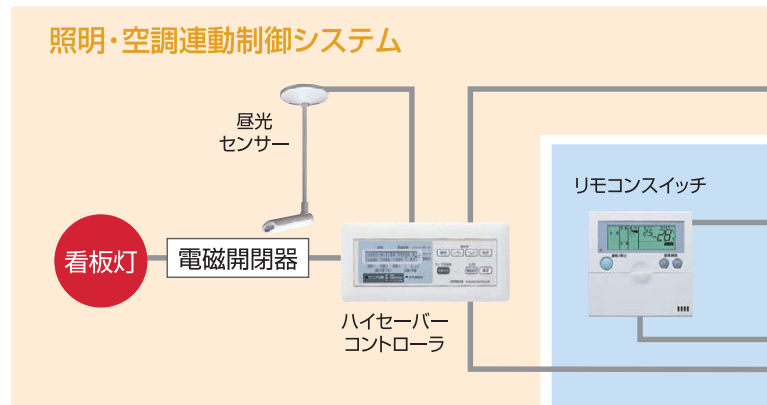 照明・空調連動制御システム
昼光
センサー
リモコンスイッチ
看板灯
電磁開閉器
ハイセーバー
コントローラ